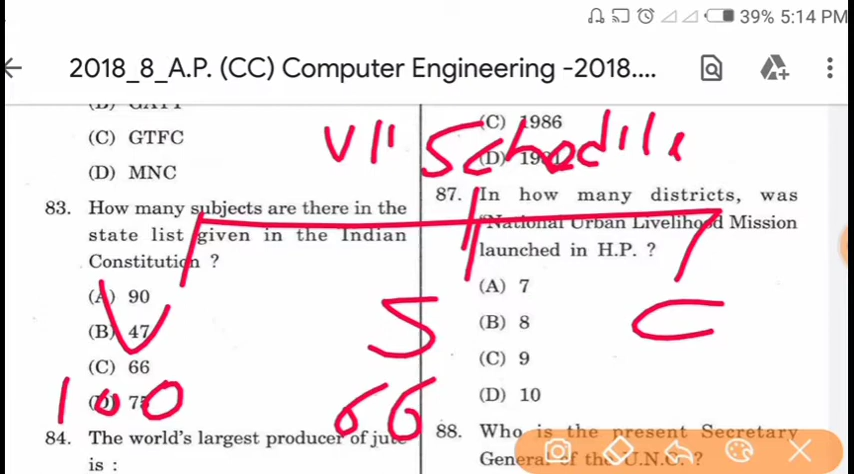 39% 5:14 PM
2018_8_A.P. (CC) Computer Engineering -2018....
(C) GTFC
(D) MNC
83. How many subjects are there in the
state list given in the Indian
Constitution ?
(A) 90
(B) 47
(C) 66
(D) 75
84. The world's largest producer of jute
is :
(C) 1986
(D)
87. In how many districts, was
"National Urban Livelihood Mission
launched in H.P. ?
(A) 7
(B) 8
(C) 9
(D) 10
88. Who is the present Secretary
General of the U.N.O. ?
VII Schedule
U
S
C
100
66